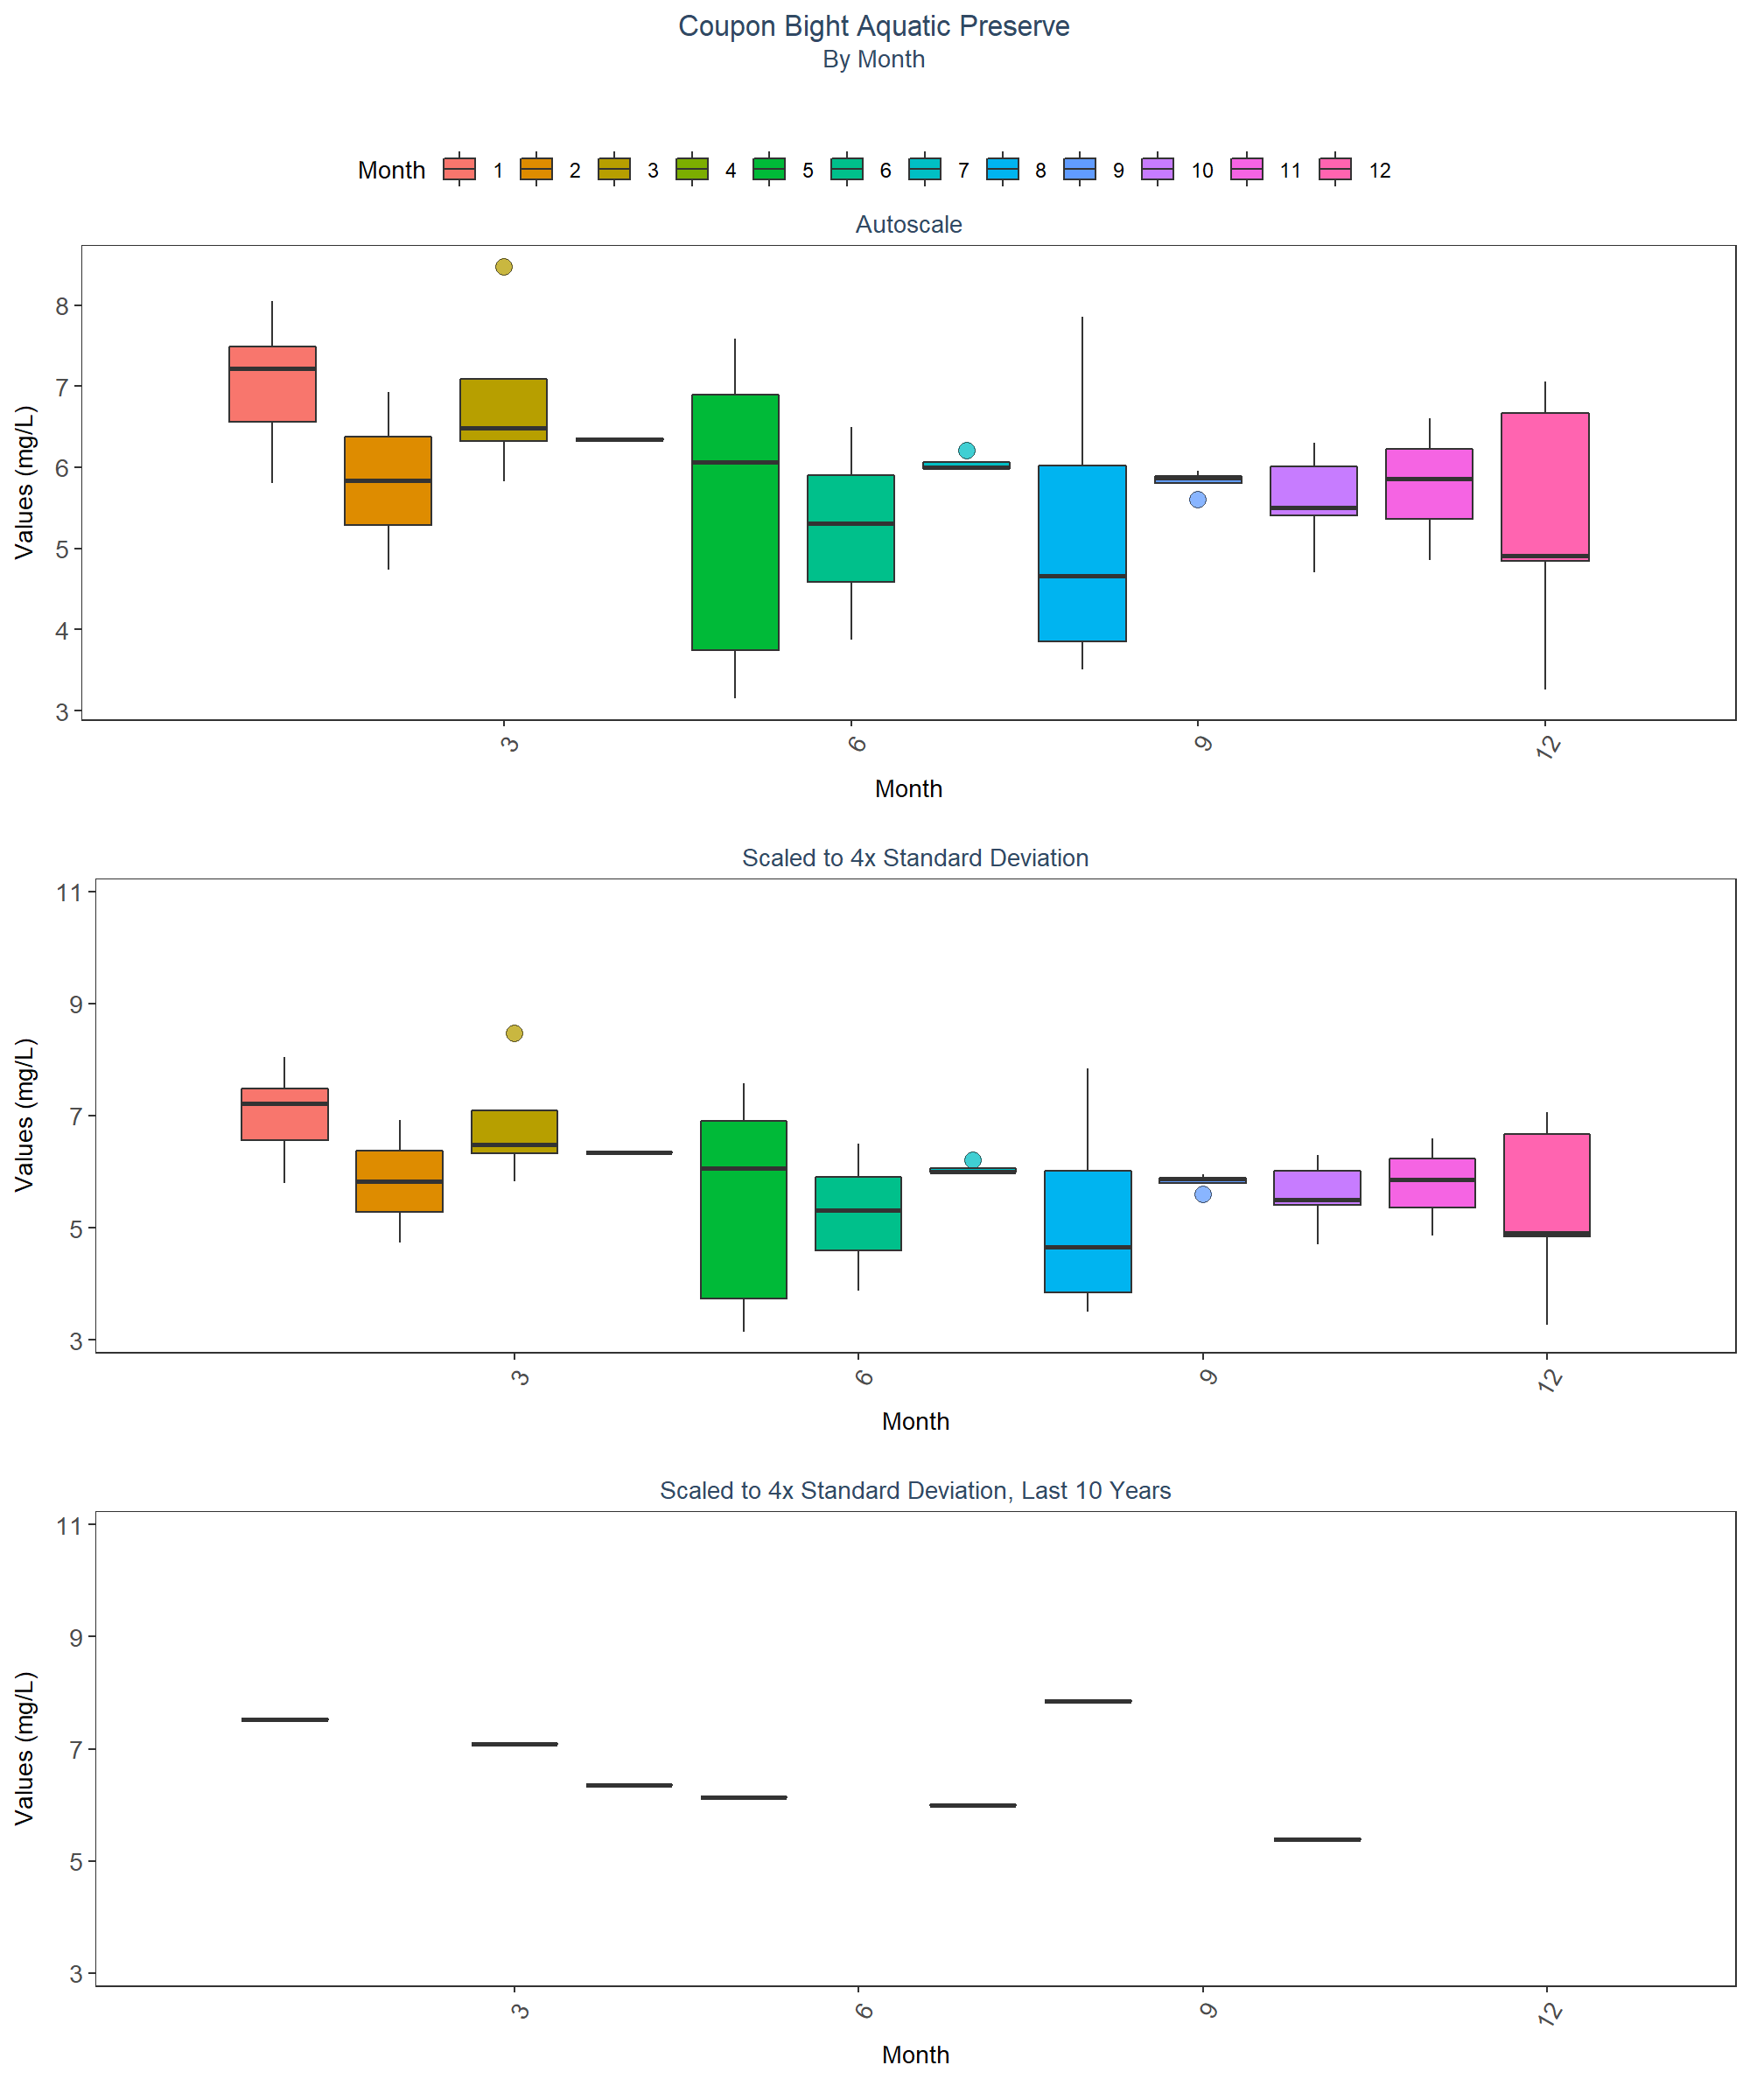 Coupon Bight Aquatic Preserve
By Month
Month 1 2 3 4 5 6 7 8 9 10 11 12
Autoscale
Values (mg/L)
8
7
6
5
4
3
3 6 9 12
Month
Scaled to 4x Standard Deviation
Values (mg/L)
11
9
7
5
3
3 6 9 12
Month
Scaled to 4x Standard Deviation, Last 10 Years
Values (mg/L)
11
9
7
5
3
3 6 9 12
Month